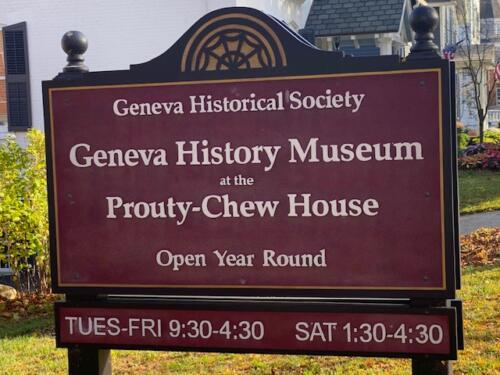 Geneva Historical Society
Geneva History Museum
at the
Prouty-Chew House
Open Year Round
TUES-FRI 9:30-4:30 SAT 1:30-4:30